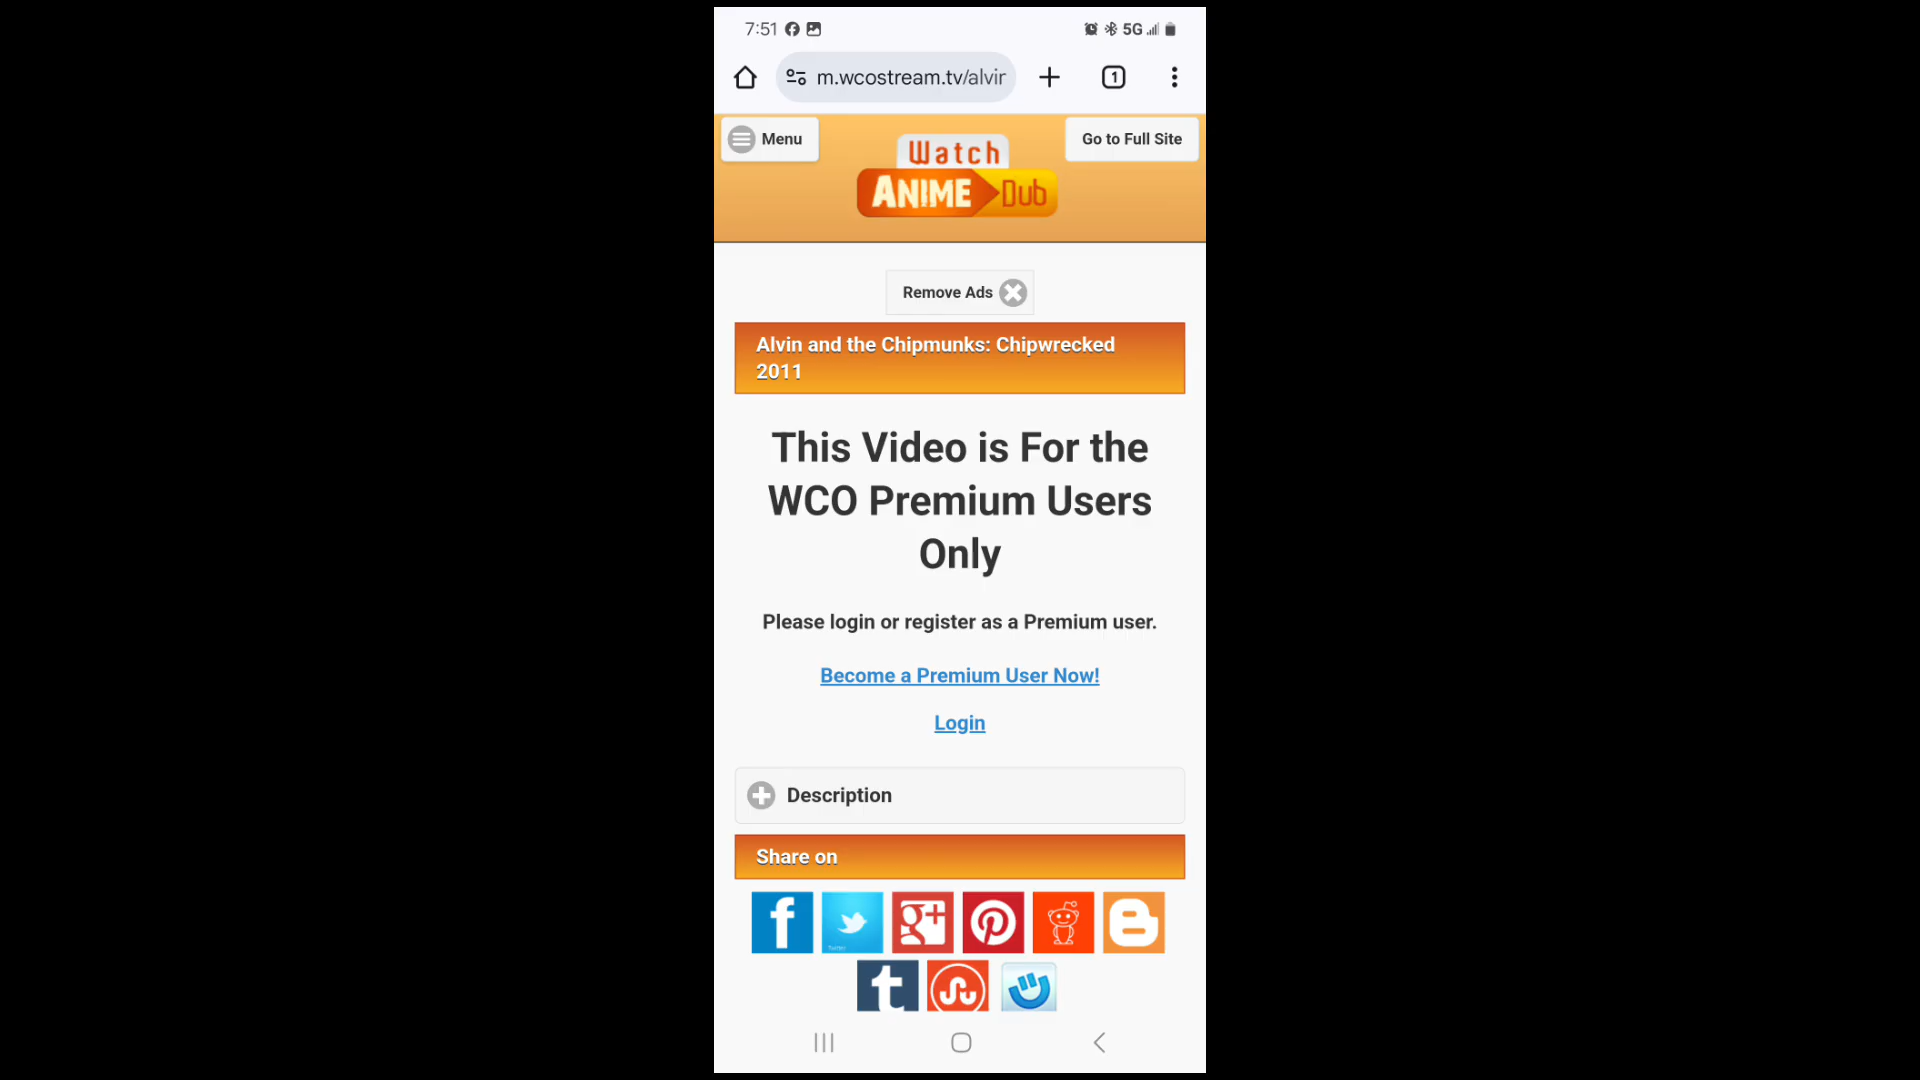 7:51
5G
m.wcostream.tv/alvir
1
Menu
Watch
ANIME Dub
Go to Full Site
Remove Ads
Alvin and the Chipmunks: Chipwrecked
2011
This Video is For the
WCO Premium Users
Only
Please login or register as a Premium user.
Become a Premium User Now!
Login
Description
Share on
Twitter